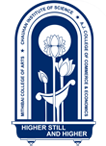 MITHIBAI COLLEGE OF ARTS ★ CHAUHAN INSTITUTE OF SCIENCE ★ A.J. COLLEGE OF COMMERCE & ECONOMICS
HIGHER STILL
AND HIGHER